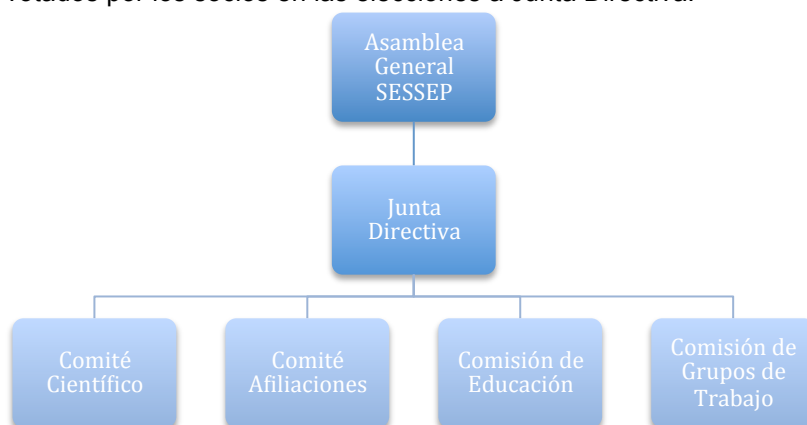 votados por los socios en las elecciones a Junta Directiva.
Asamblea
General
SESSEP
Junta
Directiva
Comité
Científico
Comité
Afiliaciones
Comisión de
Educación
Comisión de
Grupos de
Trabajo